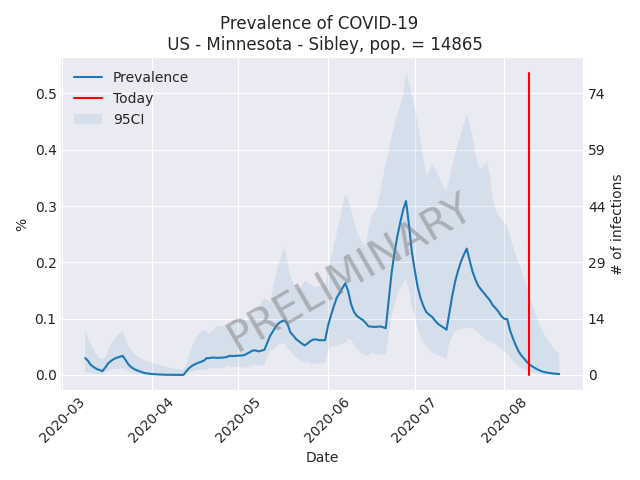 Prevalence of COVID-19
US - Minnesota - Sibley, pop. = 14865
Prevalence
Today
95CI
PRELIMINARY
%
0.5
0.4
0.3
0.2
0.1
0.0
74
59
44
29
14
0
# of infections
2020-03
2020-04
2020-05
2020-06
2020-07
2020-08
Date